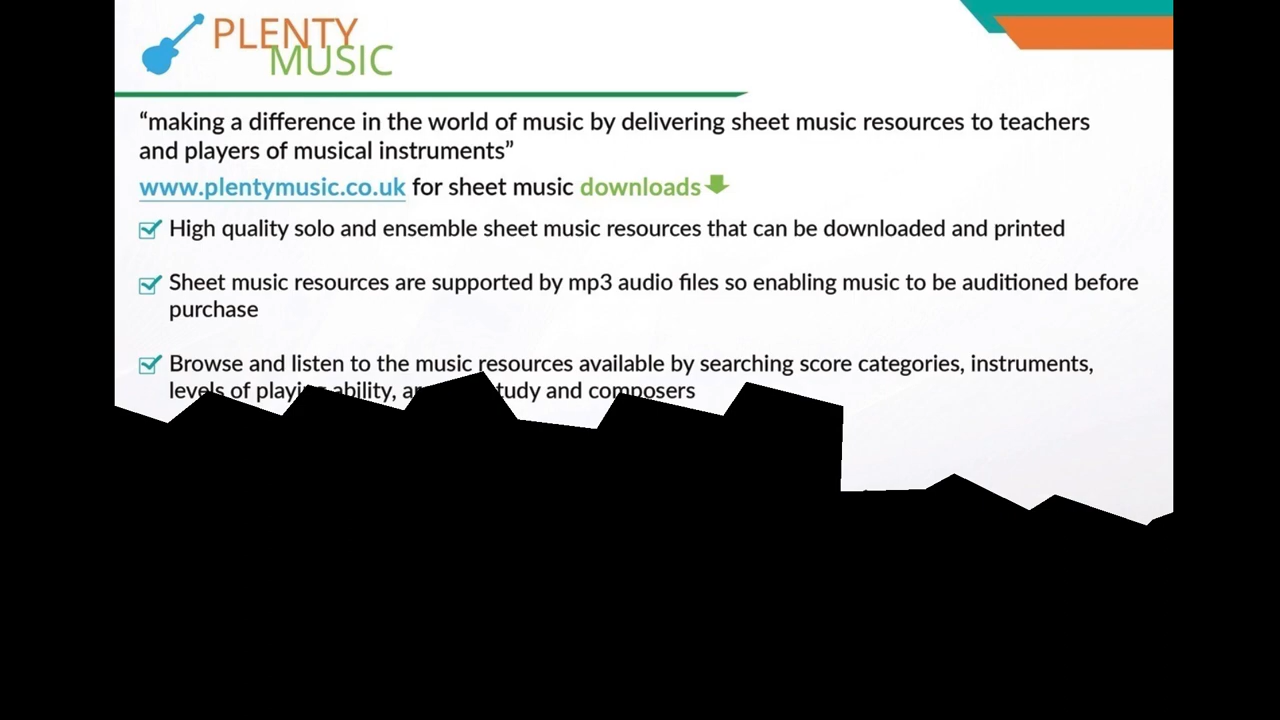 PLENTY
MUSIC
“making a difference in the world of music by delivering sheet music resources to teachers
and players of musical instruments”
www.plentymusic.co.uk for sheet music downloads
High quality solo and ensemble sheet music resources that can be downloaded and printed
Sheet music resources are supported by mp3 audio files so enabling music to be auditioned before
purchase
Browse and listen to the music resources available by searching score categories, instruments,
levels of playing ability, study and composers